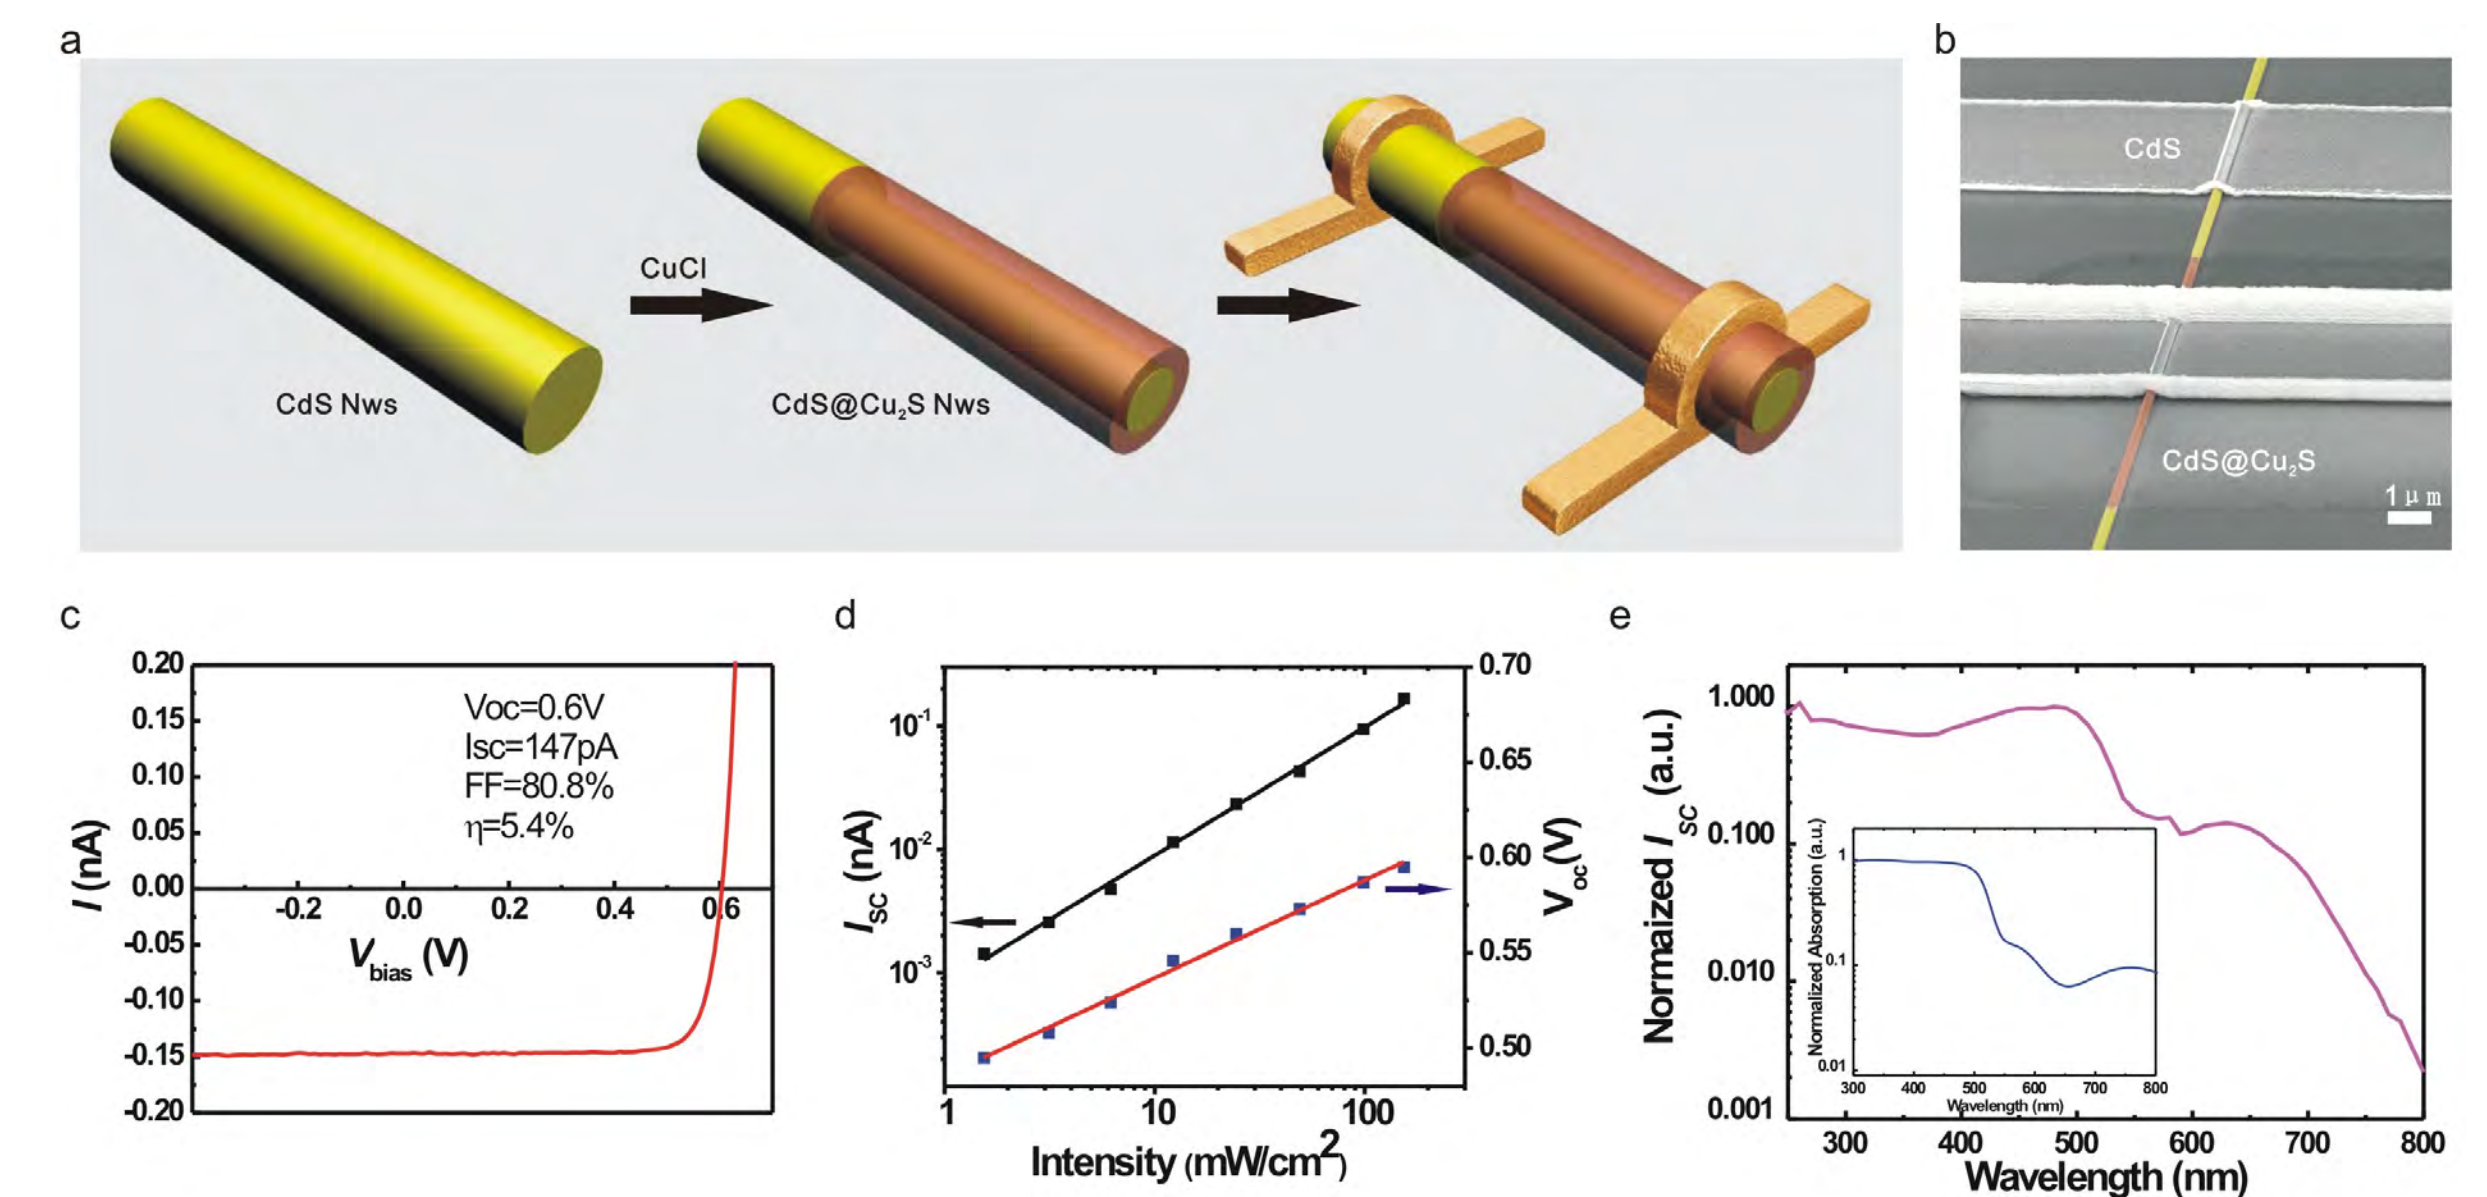 a
CuCl
CdS Nws
CdS@Cu₂S Nws
b
CdS
CdS@Cu₂S
1 μm
c
0.20
0.15
0.10
0.05
0.00
-0.05
-0.10
-0.15
-0.20
I (nA)
Voc=0.6V
Isc=147pA
FF=80.8%
η=5.4%
-0.2 0.0 0.2 0.4 0.6
Vbias (V)
d
10⁻¹
10⁻²
10⁻³
ISC (nA)
0.70
0.65
0.60
0.55
0.50
Voc(V)
1 10 100
Intensity (mW/cm²)
e
1.000
0.100
0.010
0.001
Normaized ISC (a.u.)
300 400 500 600 700 800
Wavelength (nm)
1
0.1
0.01
Normalized Absorption (a.u.)
300 400 500 600 700 800
Wavelength (nm)